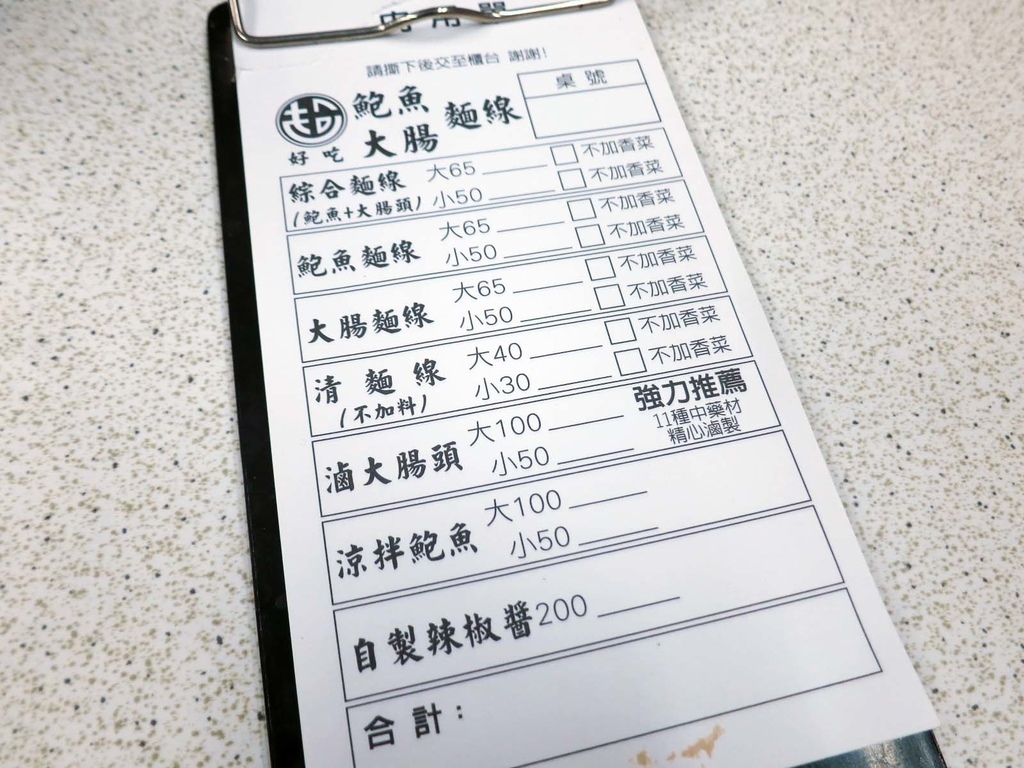 內用單
請撕下後交至櫃台 謝謝!
桌號
好吃
鮑魚
大腸
麵線
綜合麵線
(鮑魚+大腸頭)
大65 □不加香菜
小50 □不加香菜
鮑魚麵線
大65 □不加香菜
小50 □不加香菜
大腸麵線
大65 □不加香菜
小50 □不加香菜
清麵線
(不加料)
大40 □不加香菜
小30 □不加香菜
滷大腸頭
大100
小50
強力推薦
11種中藥材
精心滷製
涼拌鮑魚
大100
小50
自製辣椒醬200
合計：